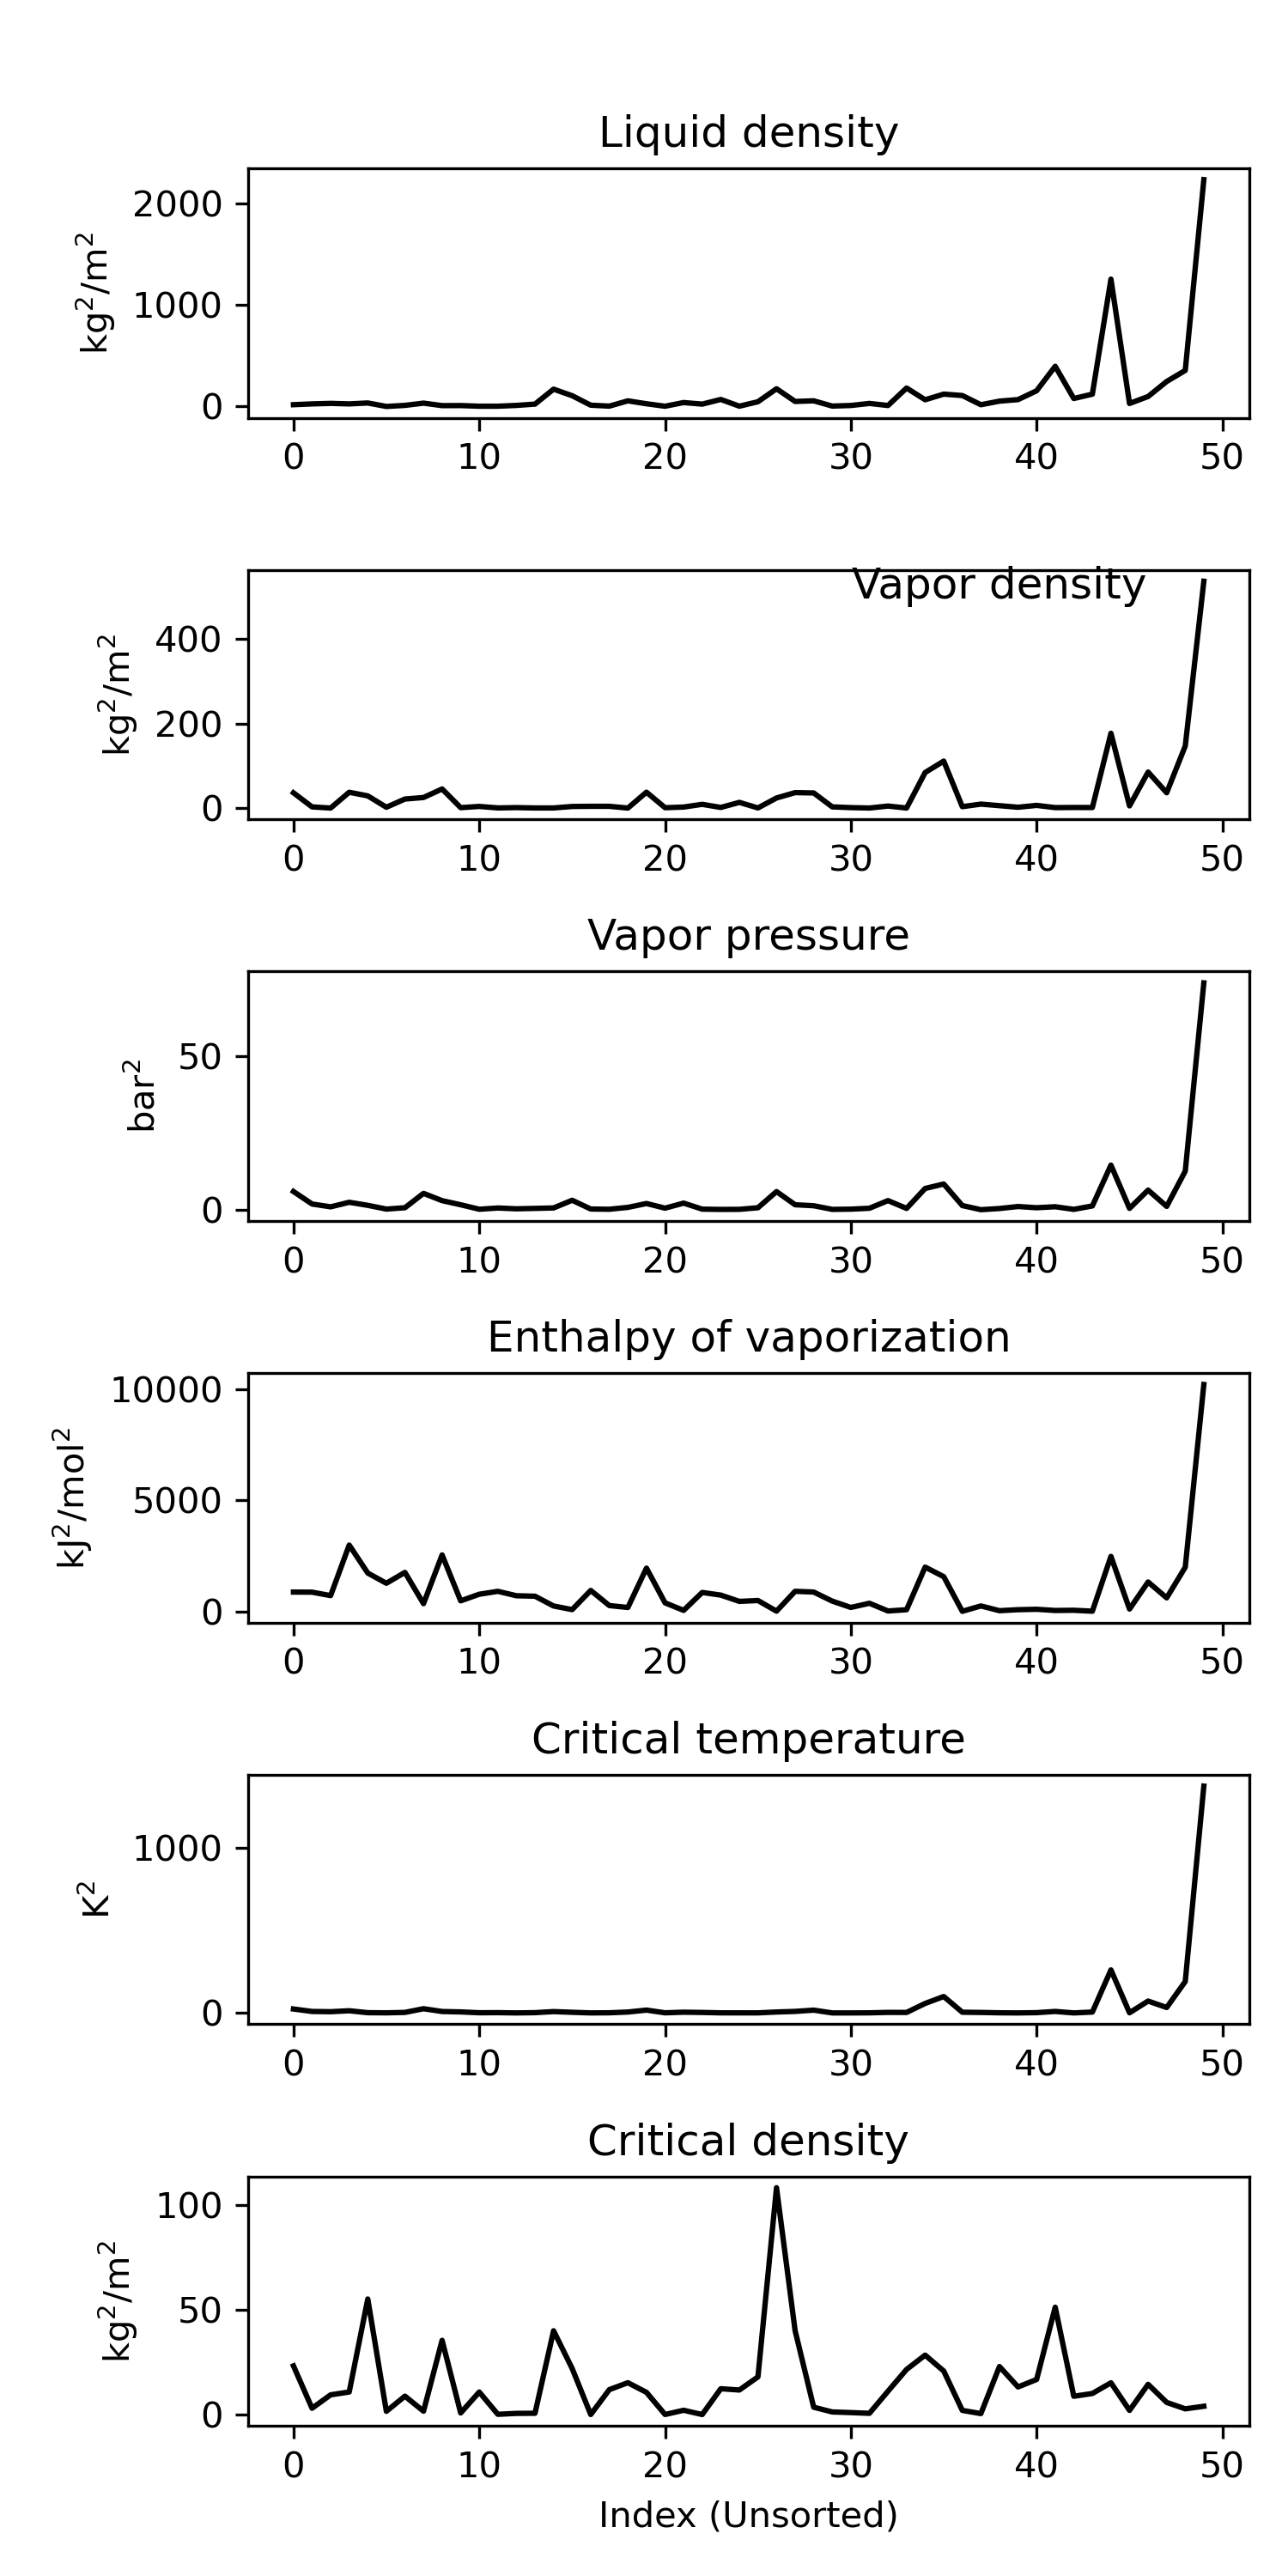 Liquid density
kg²/m²
2000
1000
0
0 10 20 30 40 50
Vapor density
kg²/m²
400
200
0
0 10 20 30 40 50
Vapor pressure
bar²
50
0
0 10 20 30 40 50
Enthalpy of vaporization
kJ²/mol²
10000
5000
0
0 10 20 30 40 50
Critical temperature
K²
1000
0
0 10 20 30 40 50
Critical density
kg²/m²
100
50
0
0 10 20 30 40 50
Index (Unsorted)